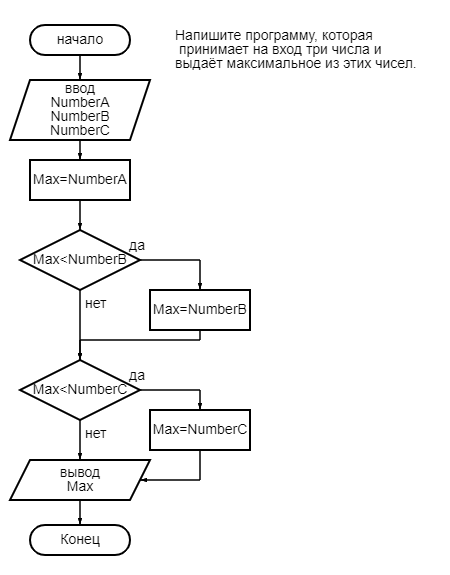 начало
Напишите программу, которая
принимает на вход три числа и
выдаёт максимальное из этих чисел.
ввод
NumberA
NumberB
NumberC
Max=NumberA
Max<NumberB
да
нет
Max=NumberB
Max<NumberC
да
нет
Max=NumberC
вывод
Max
Конец